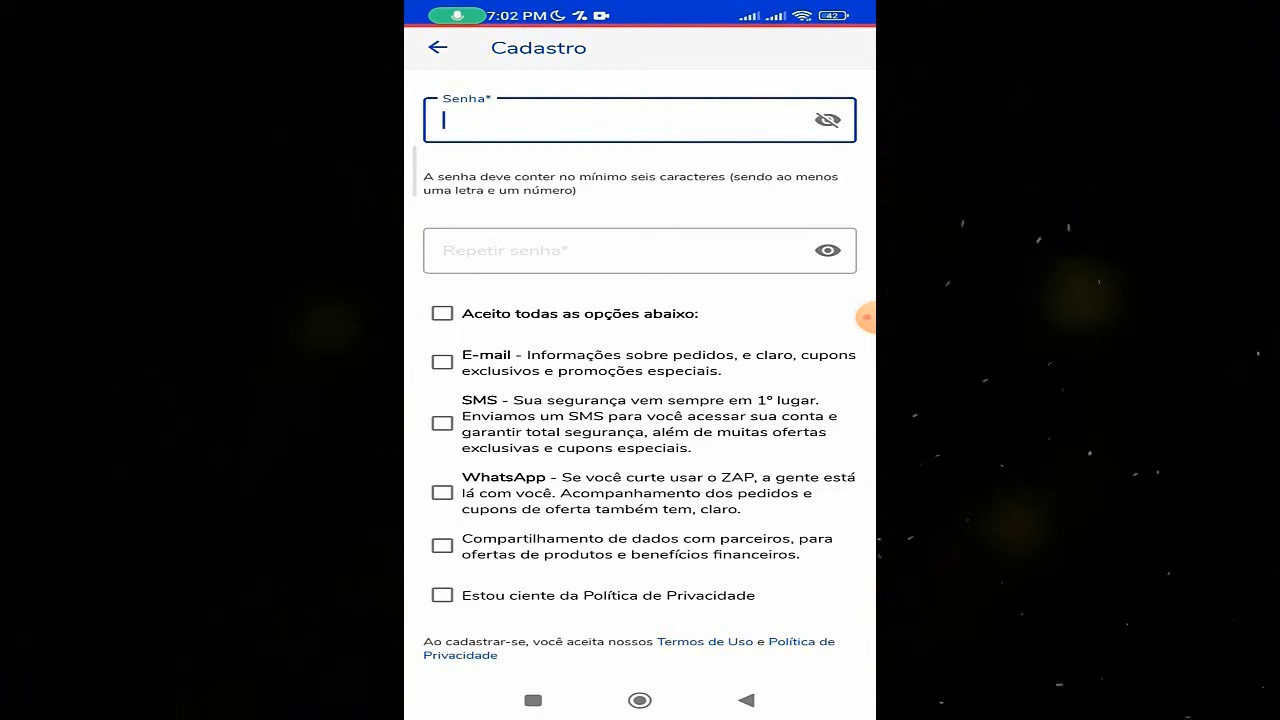 7:02 PM 42
Cadastro
Senha*
A senha deve conter no mínimo seis caracteres (sendo ao menos
uma letra e um número)
Repetir senha*
Aceito todas as opções abaixo:
E-mail - Informações sobre pedidos, e claro, cupons
exclusivos e promoções especiais.
SMS - Sua segurança vem sempre em 1º lugar.
Enviamos um SMS para você acessar sua conta e
garantir total segurança, além de muitas ofertas
exclusivas e cupons especiais.
WhatsApp - Se você curte usar o ZAP, a gente está
lá com você. Acompanhamento dos pedidos e
cupons de oferta também tem, claro.
Compartilhamento de dados com parceiros, para
ofertas de produtos e benefícios financeiros.
Estou ciente da Política de Privacidade
Ao cadastrar-se, você aceita nossos Termos de Uso e Política de
Privacidade